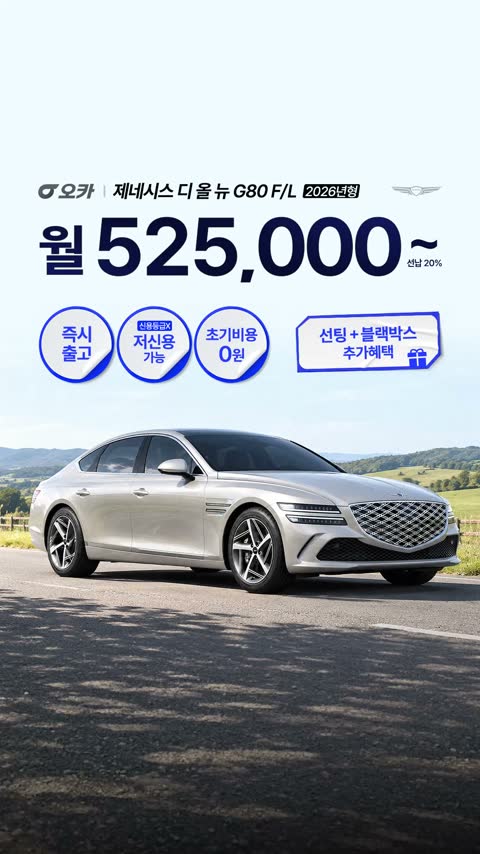 오카 | 제네시스 디 올 뉴 G80 F/L 2026년형
월 525,000~
선납 20%
즉시
출고
신용등급X
저신용
가능
초기비용
0원
선팅 + 블랙박스
추가혜택